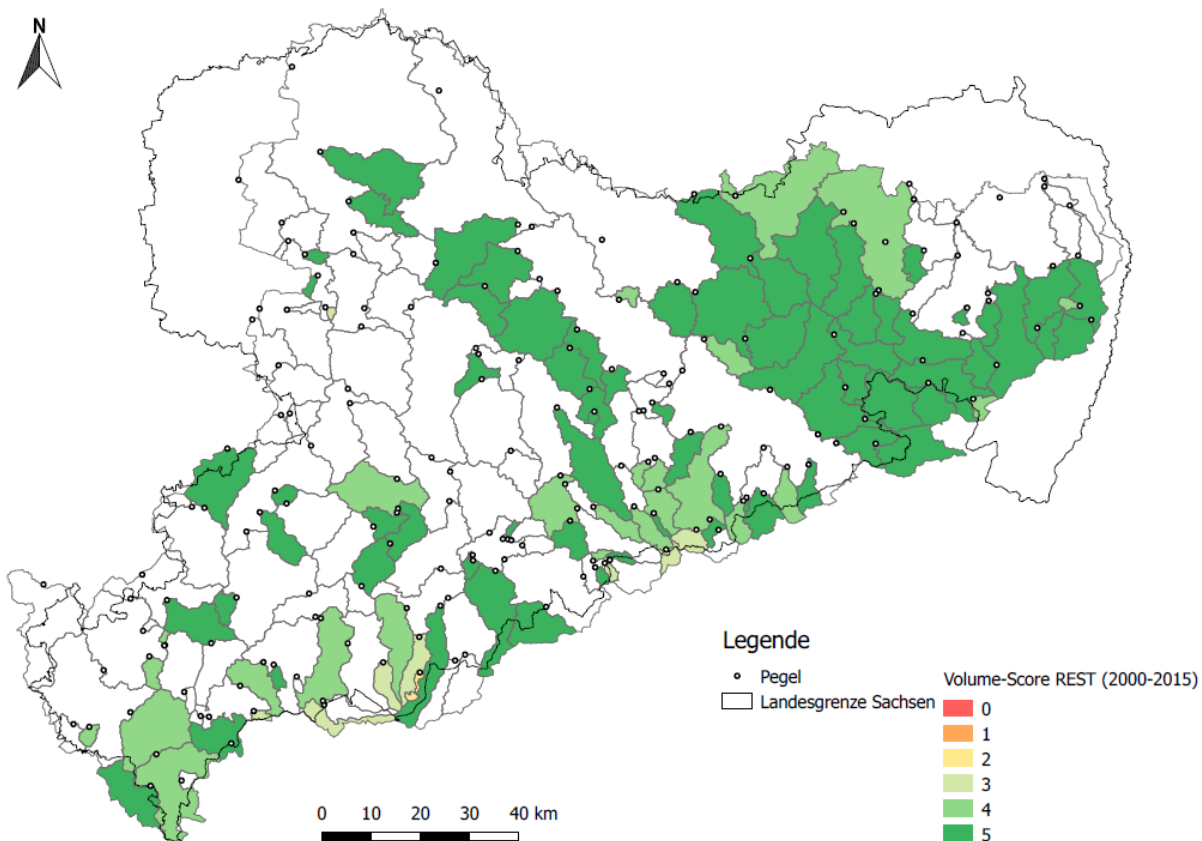 N
Legende
Pegel
Landesgrenze Sachsen
Volume-Score REST (2000-2015)
0
1
2
3
4
5
0 10 20 30 40 km